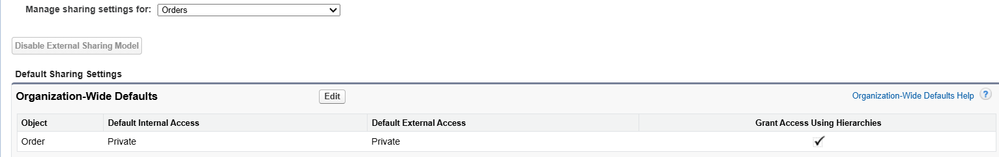 Manage sharing settings for: Orders
Disable External Sharing Model
Default Sharing Settings
Organization-Wide Defaults Edit Organization-Wide Defaults Help ?
Object Default Internal Access Default External Access Grant Access Using Hierarchies
Order Private Private